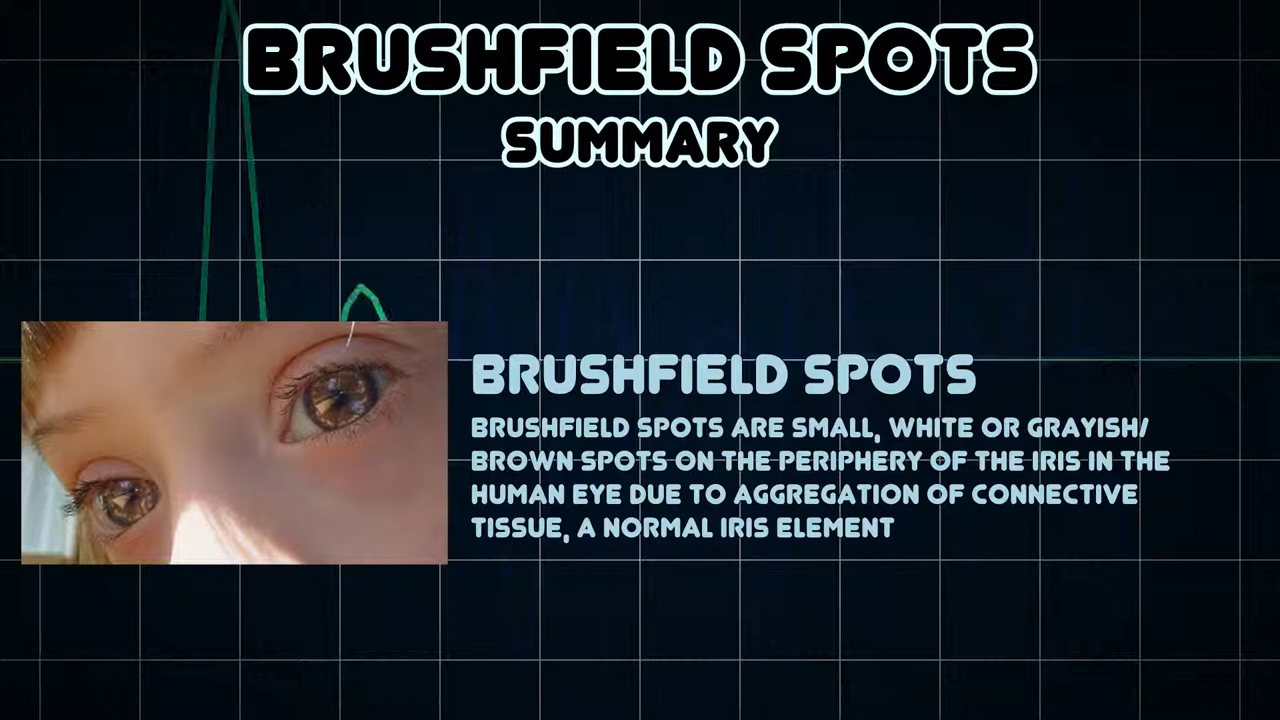 BRUSHFIELD SPOTS
SUMMARY
BRUSHFIELD SPOTS
BRUSHFIELD SPOTS ARE SMALL, WHITE OR GRAYISH/
BROWN SPOTS ON THE PERIPHERY OF THE IRIS IN THE
HUMAN EYE DUE TO AGGREGATION OF CONNECTIVE
TISSUE, A NORMAL IRIS ELEMENT